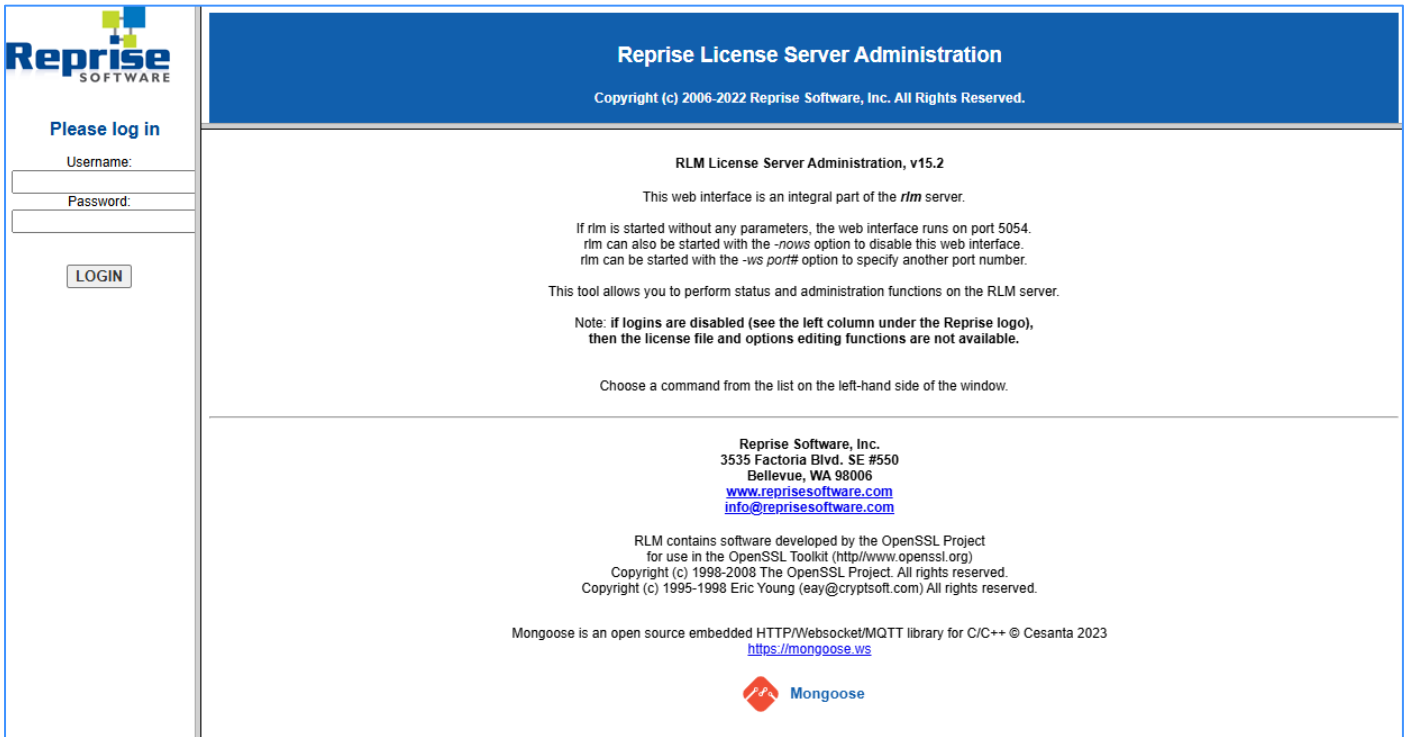 Reprise
SOFTWARE
Please log in
Username:
Password:
LOGIN
Reprise License Server Administration
Copyright (c) 2006-2022 Reprise Software, Inc. All Rights Reserved.
RLM License Server Administration, v15.2
This web interface is an integral part of the rlm server.
If rlm is started without any parameters, the web interface runs on port 5054.
rlm can also be started with the -nows option to disable this web interface.
rlm can be started with the -ws port# option to specify another port number.
This tool allows you to perform status and administration functions on the RLM server.
Note: if logins are disabled (see the left column under the Reprise logo),
then the license file and options editing functions are not available.
Choose a command from the list on the left-hand side of the window.
Reprise Software, Inc.
3535 Factoria Blvd. SE #550
Bellevue, WA 98006
www.reprisesoftware.com
info@reprisesoftware.com
RLM contains software developed by the OpenSSL Project
for use in the OpenSSL Toolkit (http//www.openssl.org)
Copyright (c) 1998-2008 The OpenSSL Project. All rights reserved.
Copyright (c) 1995-1998 Eric Young (eay@cryptsoft.com) All rights reserved.
Mongoose is an open source embedded HTTP/Websocket/MQTT library for C/C++ © Cesanta 2023
https://mongoose.ws
Mongoose